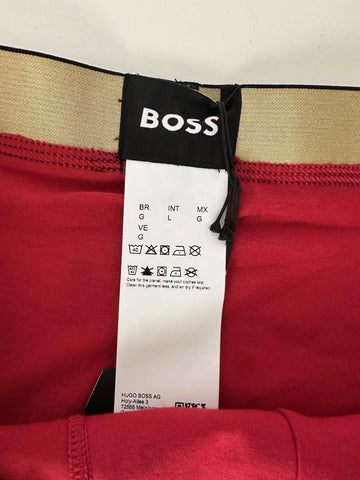 BOSS
BR INT MX
G L G
VE
G
Care for the planet, make your clothes last.
Clean this garment less, and air dry if required.
HUGO BOSS AG
Holy-Allee 3